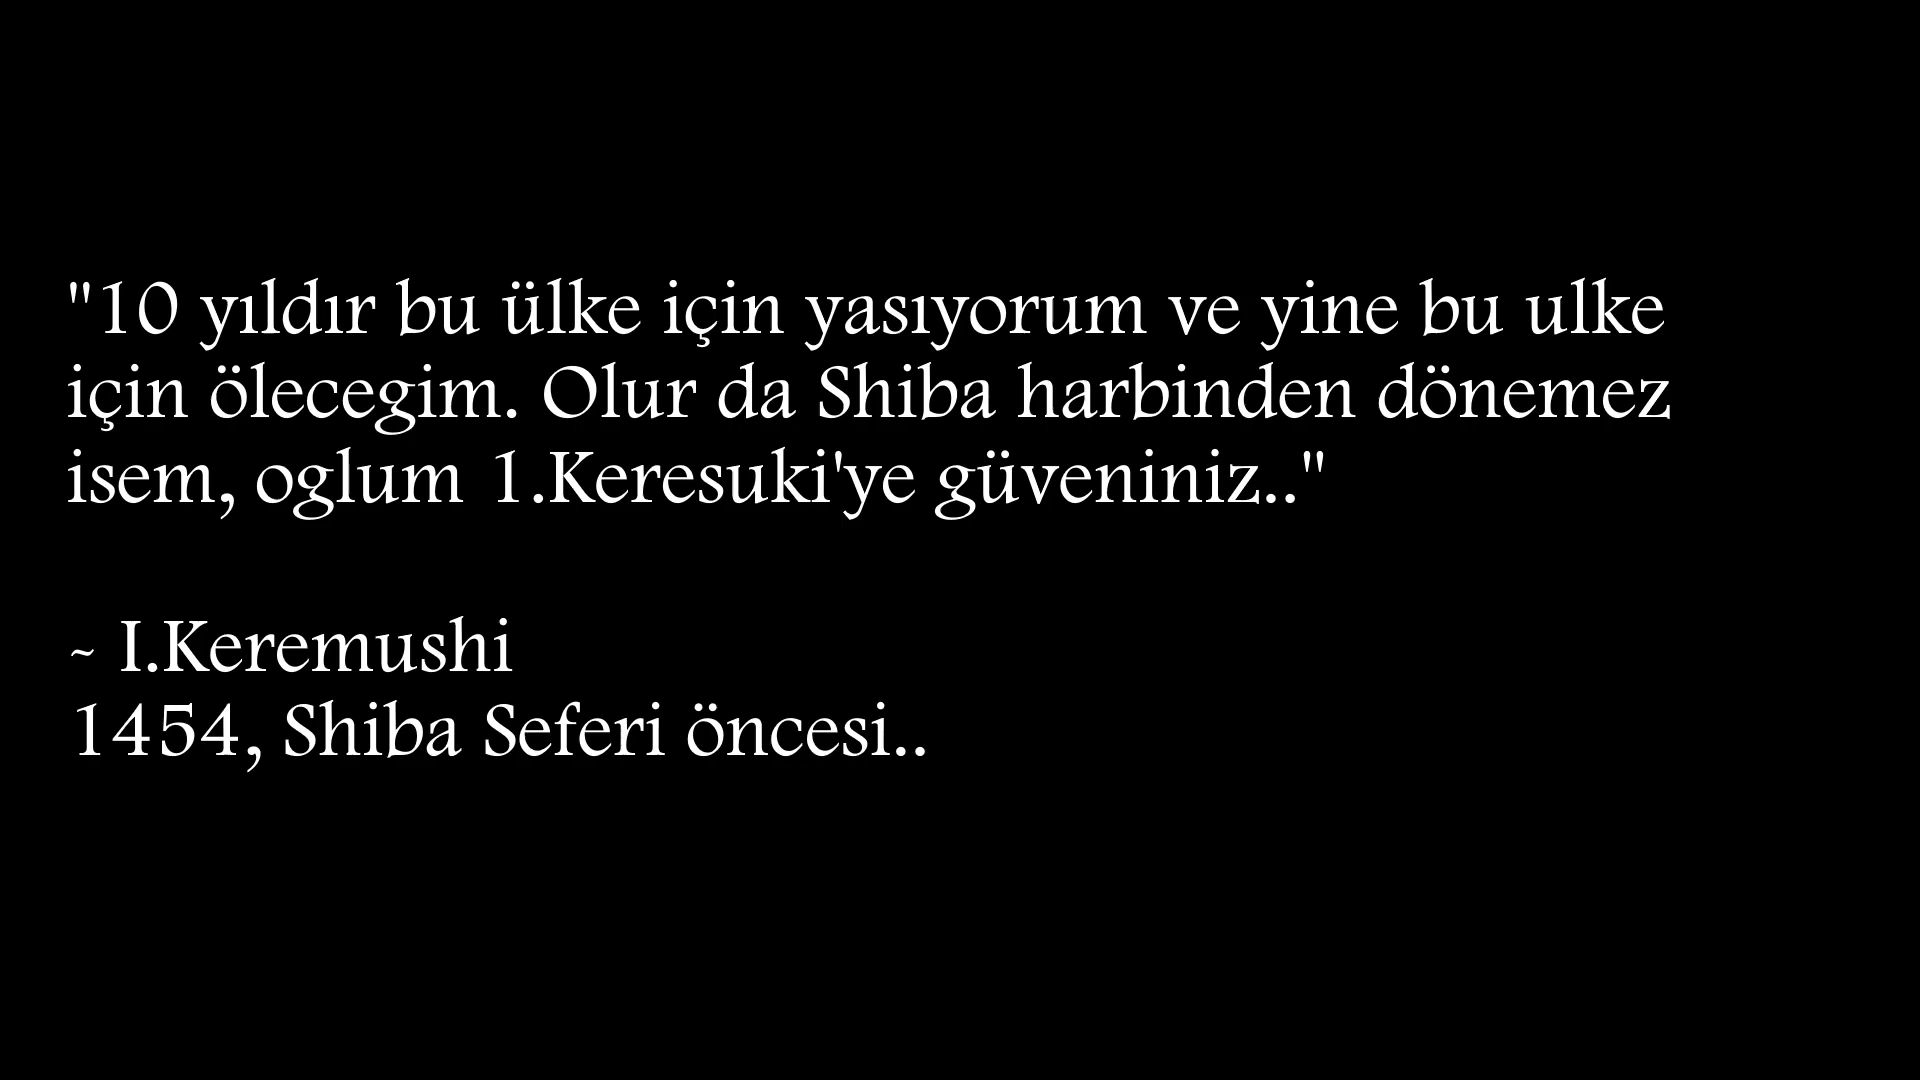 "10 yıldır bu ülke için yasıyorum ve yine bu ulke
için ölecegim. Olur da Shiba harbinden dönemez
isem, oglum 1.Keresuki'ye güveniniz.."
~ I.Keremushi
1454, Shiba Seferi öncesi..